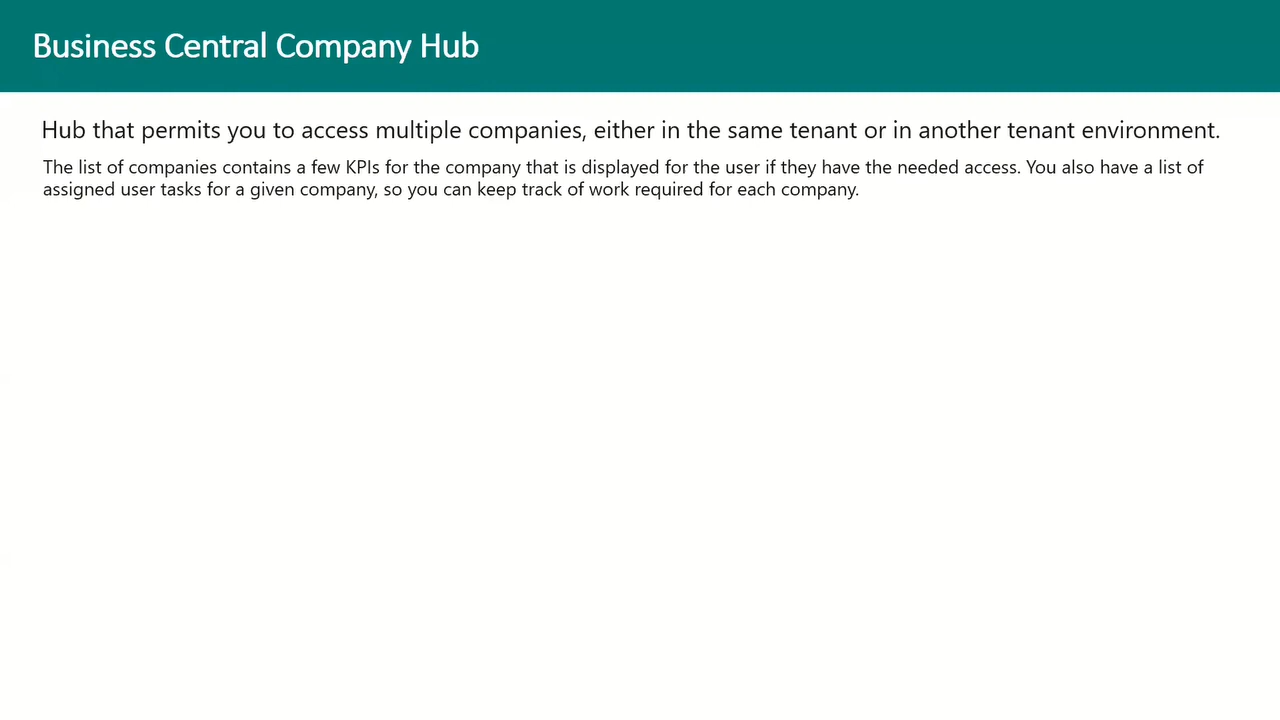 Business Central Company Hub
Hub that permits you to access multiple companies, either in the same tenant or in another tenant environment.
The list of companies contains a few KPIs for the company that is displayed for the user if they have the needed access. You also have a list of
assigned user tasks for a given company, so you can keep track of work required for each company.